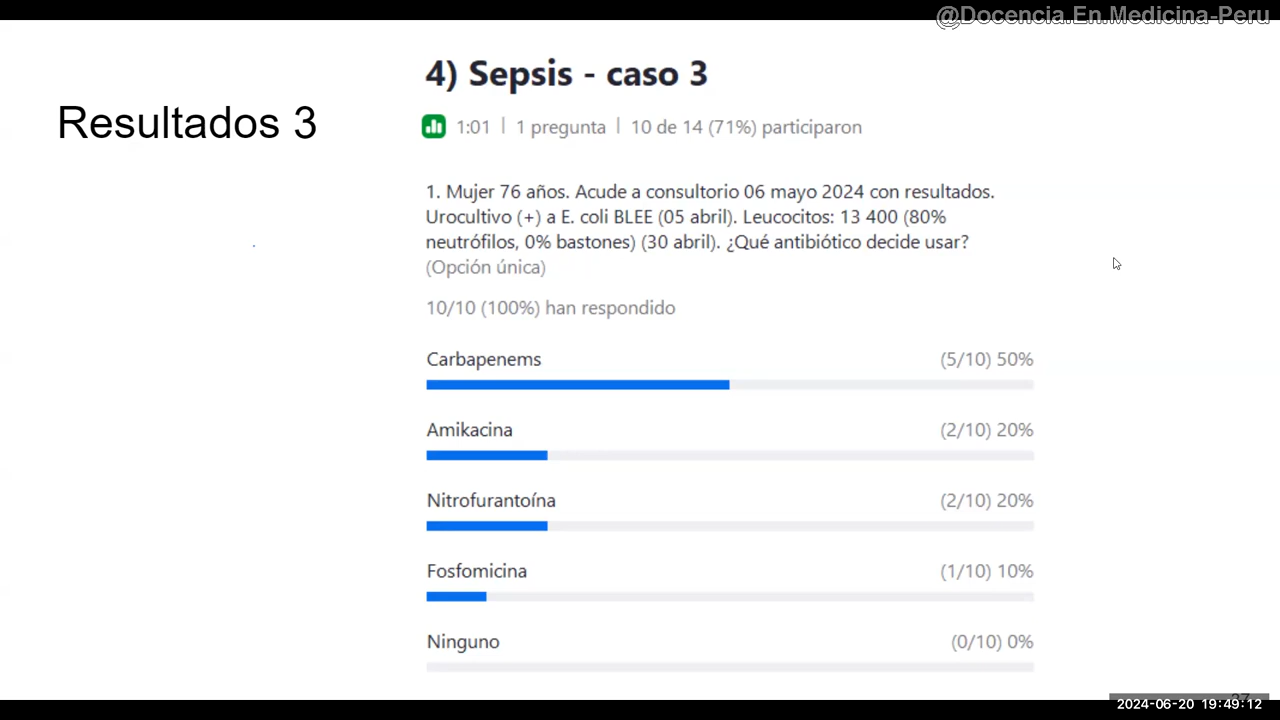 @Docencia.En.Medicina-Peru
4) Sepsis - caso 3
Resultados 3
1:01 | 1 pregunta | 10 de 14 (71%) participaron
1. Mujer 76 años. Acude a consultorio 06 mayo 2024 con resultados.
Urocultivo (+) a E. coli BLEE (05 abril). Leucocitos: 13 400 (80%
neutrófilos, 0% bastones) (30 abril). ¿Qué antibiótico decide usar?
(Opción única)
10/10 (100%) han respondido
Carbapenems (5/10) 50%
Amikacina (2/10) 20%
Nitrofurantoína (2/10) 20%
Fosfomicina (1/10) 10%
Ninguno (0/10) 0%
2024-06-20 19:49:12